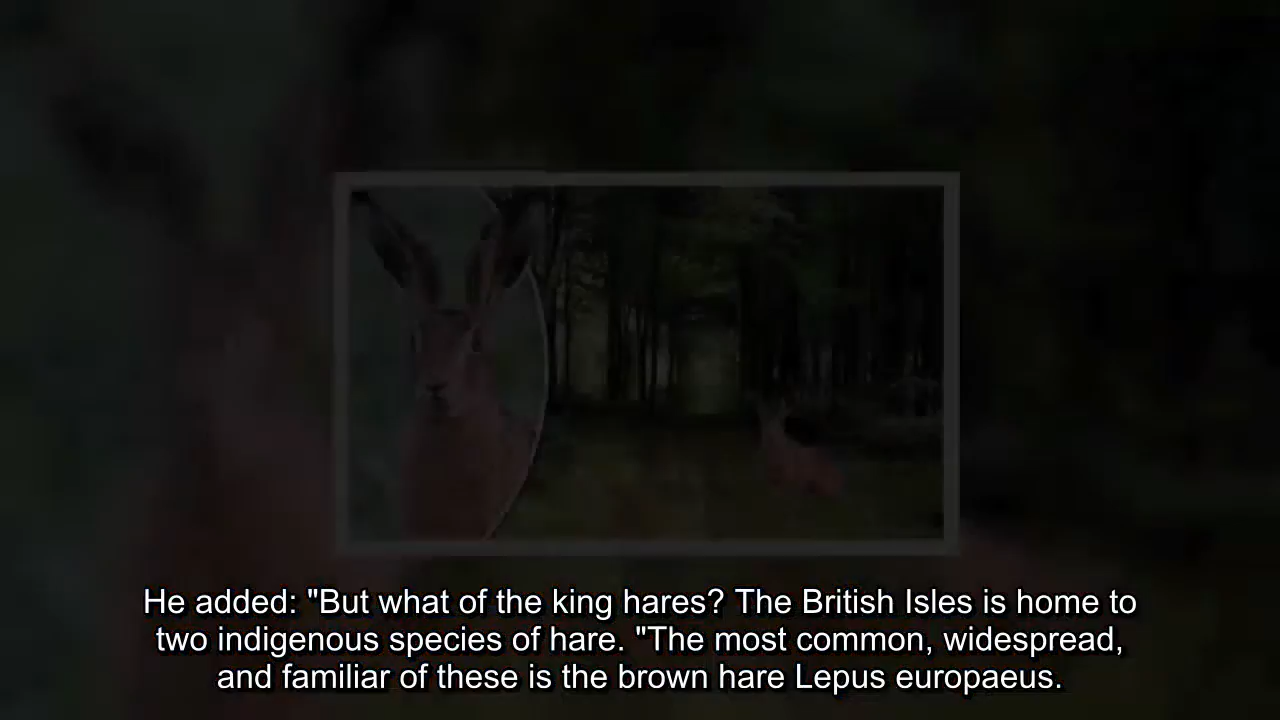 He added: "But what of the king hares? The British Isles is home to
two indigenous species of hare. "The most common, widespread,
and familiar of these is the brown hare Lepus europaeus.